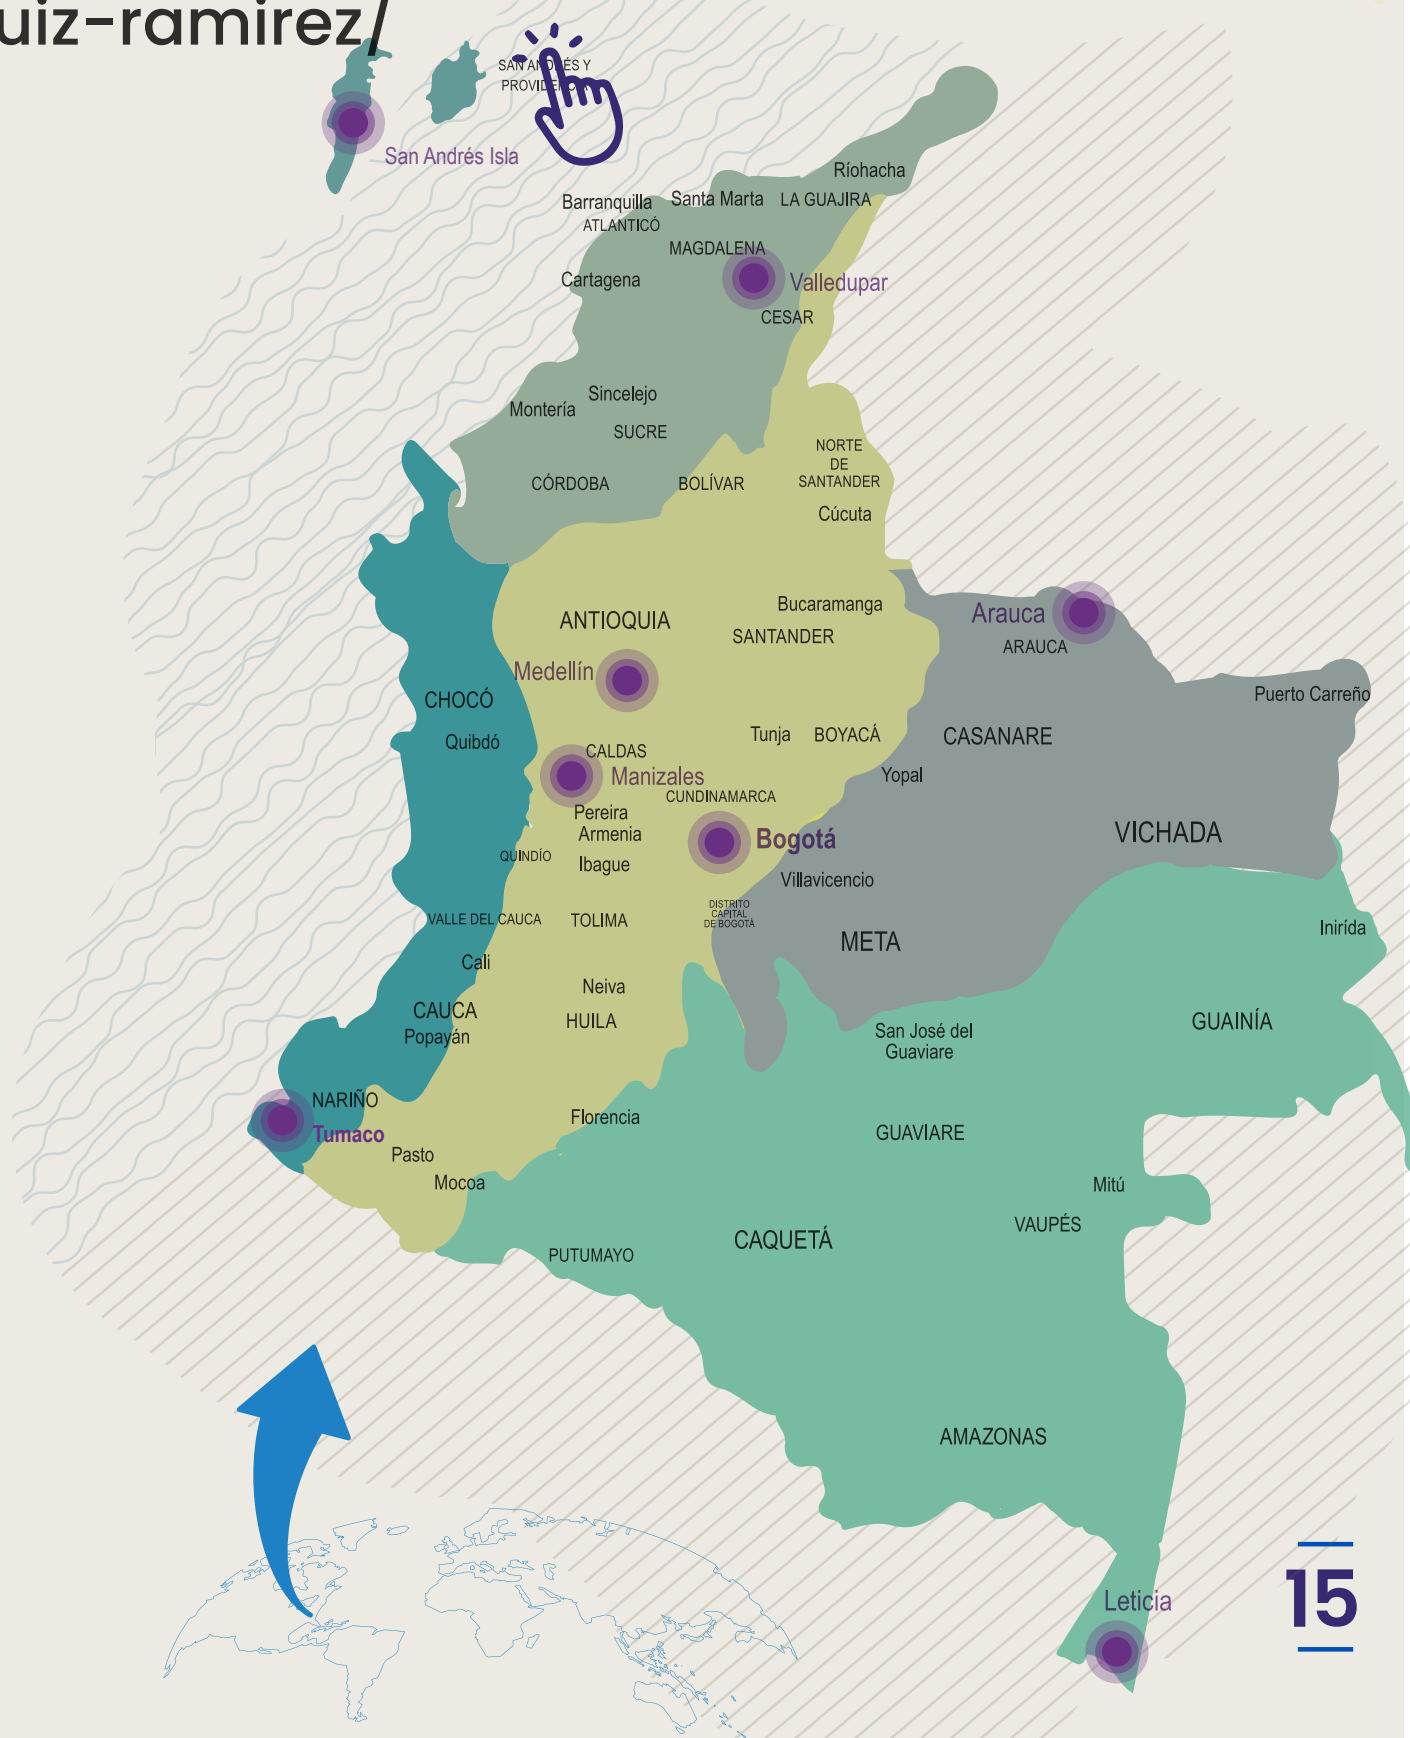 uiz-ramirez/
SAN ANDRÉS Y
PROVIDENCIA
San Andrés Isla
Ríohacha
Barranquilla
Santa Marta
LA GUAJIRA
ATLANTICÓ
MAGDALENA
Cartagena
Valledupar
CESAR
Sincelejo
Montería
SUCRE
NORTE
DE
SANTANDER
CÓRDOBA
BOLÍVAR
Cúcuta
Bucaramanga
ANTIOQUIA
SANTANDER
Arauca
ARAUCA
Medellín
CHOCÓ
Puerto Carreño
Quibdó
Tunja
BOYACÁ
CASANARE
CALDAS
Manizales
Yopal
CUNDINAMARCA
Pereira
Armenia
Bogotá
VICHADA
QUINDÍO
Ibague
Villavicencio
DISTRITO
CAPITAL
DE BOGOTÁ
VALLE DEL CAUCA
TOLIMA
META
Inirída
Cali
Neiva
CAUCA
HUILA
GUAINÍA
Popayán
San José del
Guaviare
NARIÑO
Tumaco
Florencia
GUAVIARE
Pasto
Mocoa
Mitú
VAUPÉS
CAQUETÁ
PUTUMAYO
AMAZONAS
Leticia
15